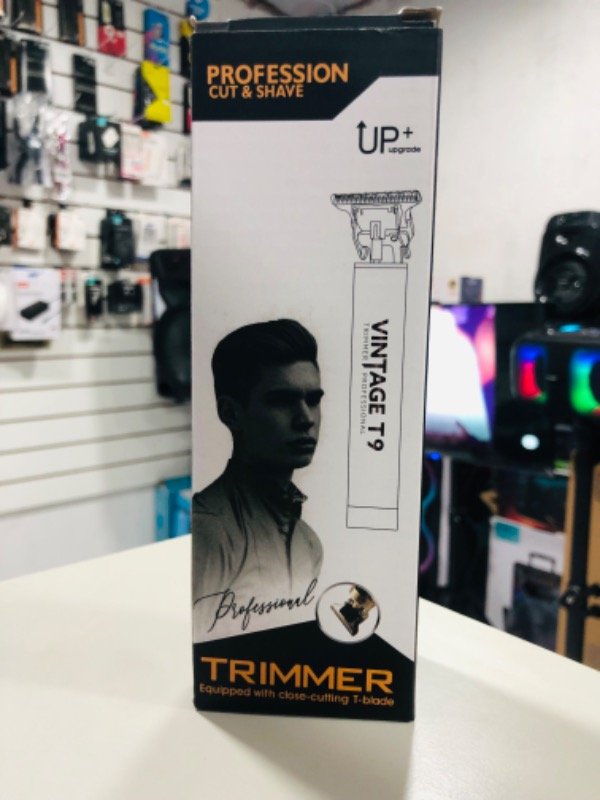 PROFESSION
CUT & SHAVE
UP+
upgrade
VINTAGE T9
TRIMMER PROFESSIONAL
Professional
TRIMMER
Equipped with close-cutting T-blade